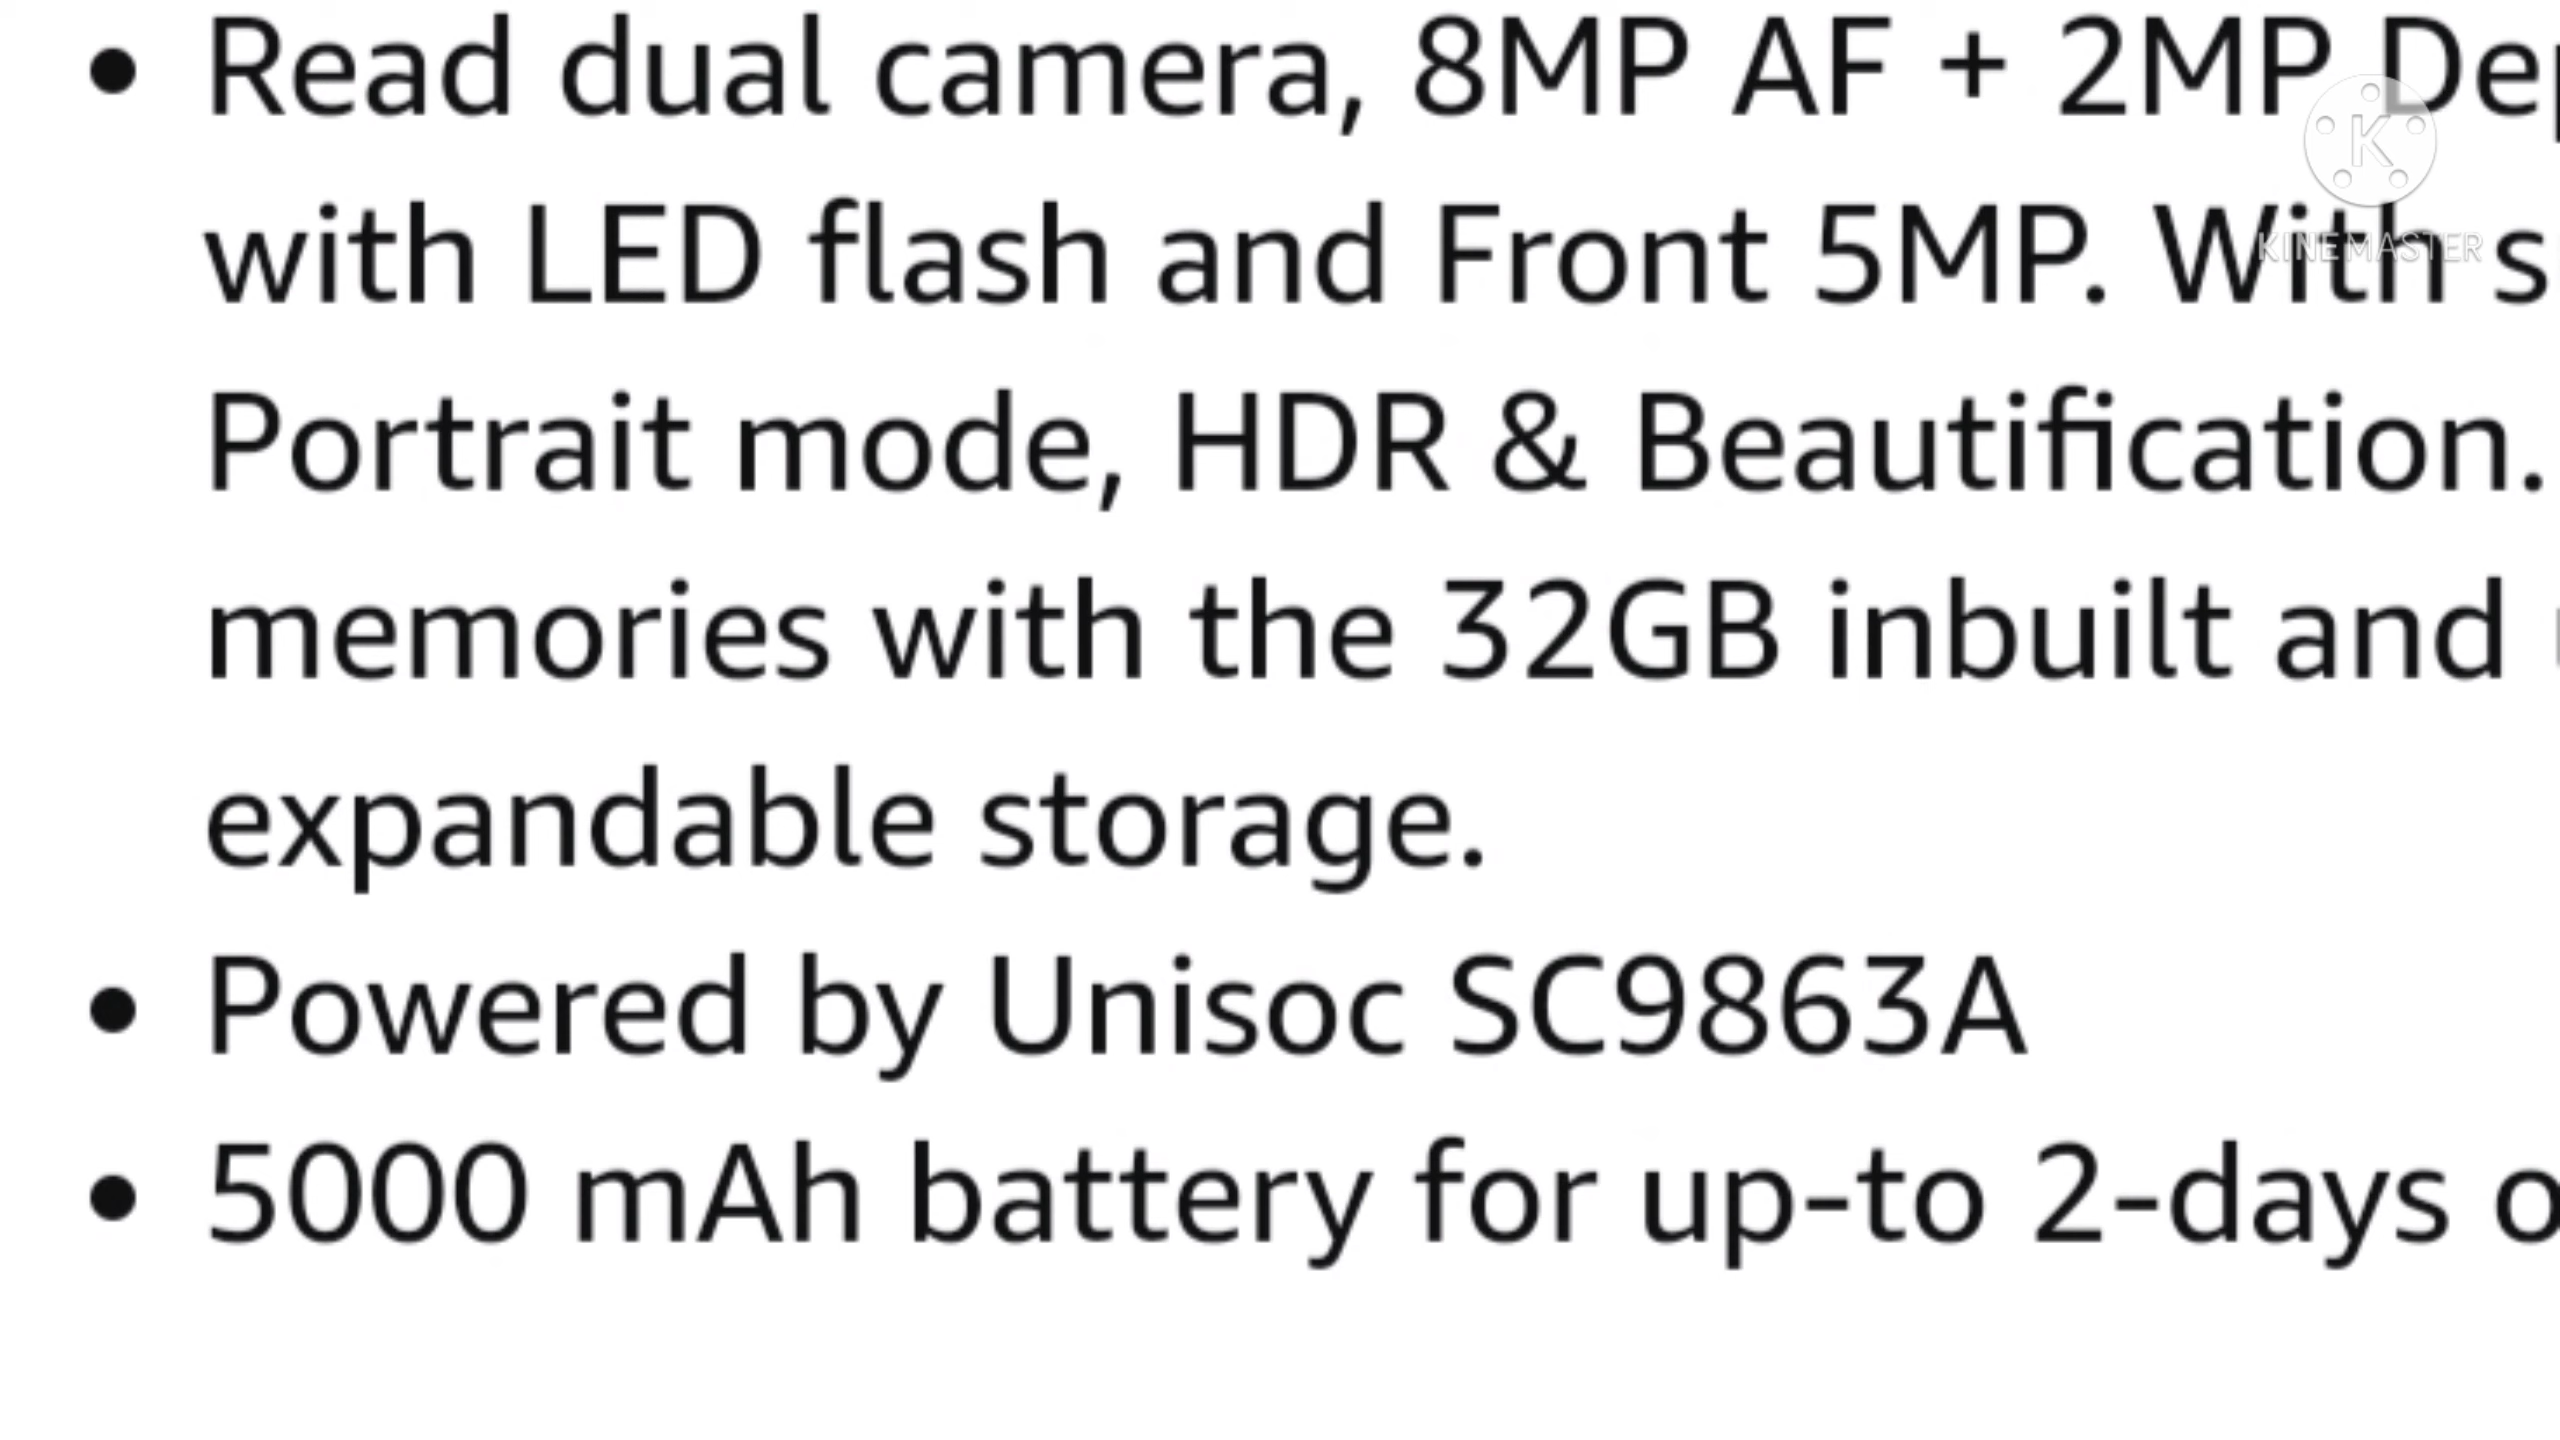 • Read dual camera, 8MP AF + 2MP
with LED flash and Front 5MP. With
Portrait mode, HDR & Beautification.
memories with the 32GB inbuilt and
expandable storage.
• Powered by Unisoc SC9863A
• 5000 mAh battery for up-to 2-days
K
KINEMASTER